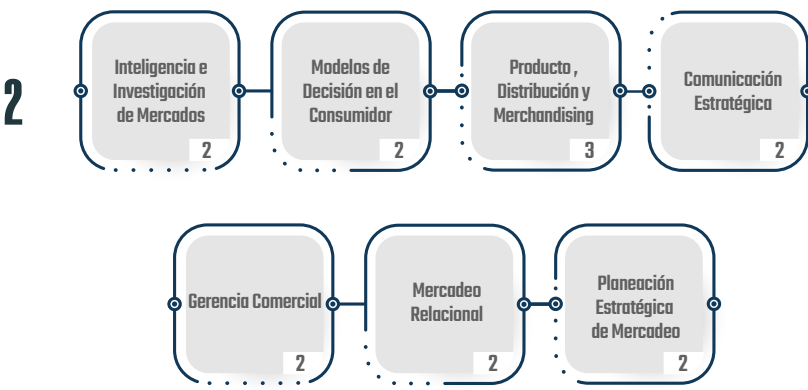 2
Inteligencia e
Investigación
de Mercados
2
Modelos de
Decisión en el
Consumidor
2
Producto ,
Distribución y
Merchandising
3
Comunicación
Estratégica
2
Gerencia Comercial
2
Mercadeo
Relacional
2
Planeación
Estratégica
de Mercadeo
2